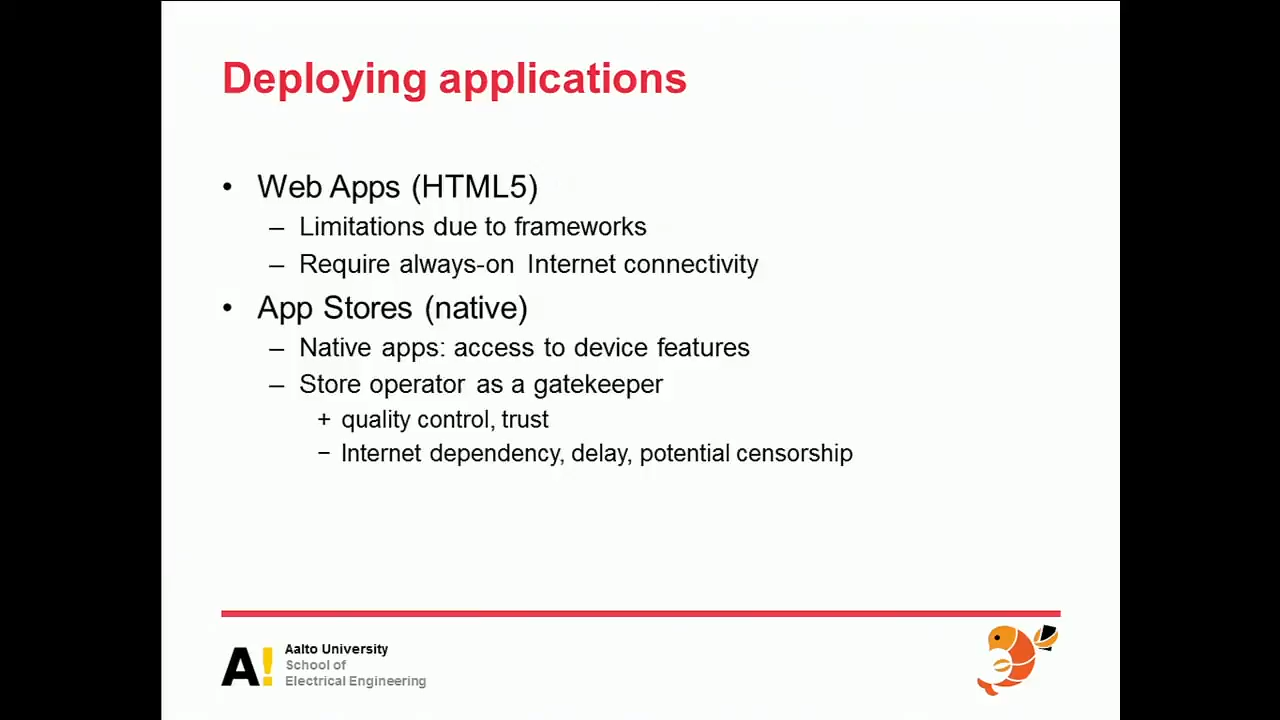 Deploying applications
• Web Apps (HTML5)
– Limitations due to frameworks
– Require always-on Internet connectivity
• App Stores (native)
– Native apps: access to device features
– Store operator as a gatekeeper
+ quality control, trust
− Internet dependency, delay, potential censorship
A! Aalto University
School of
Electrical Engineering